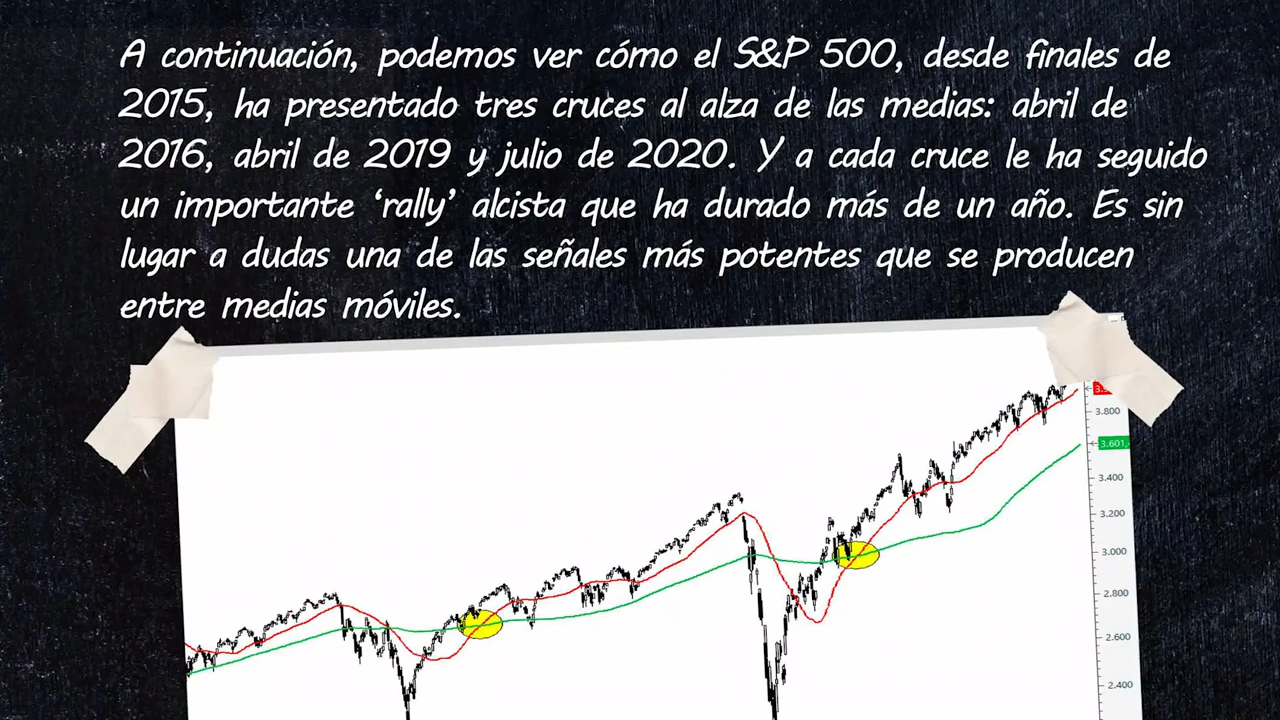 A continuación, podemos ver cómo el S&P 500, desde finales de
2015, ha presentado tres cruces al alza de las medias: abril de
2016, abril de 2019 y julio de 2020. Y a cada cruce le ha seguido
un importante ‘rally’ alcista que ha durado más de un año. Es sin
lugar a dudas una de las señales más potentes que se producen
entre medias móviles.
3.800
3.601,
3.400
3.200
3.000
2.800
2.600
2.400